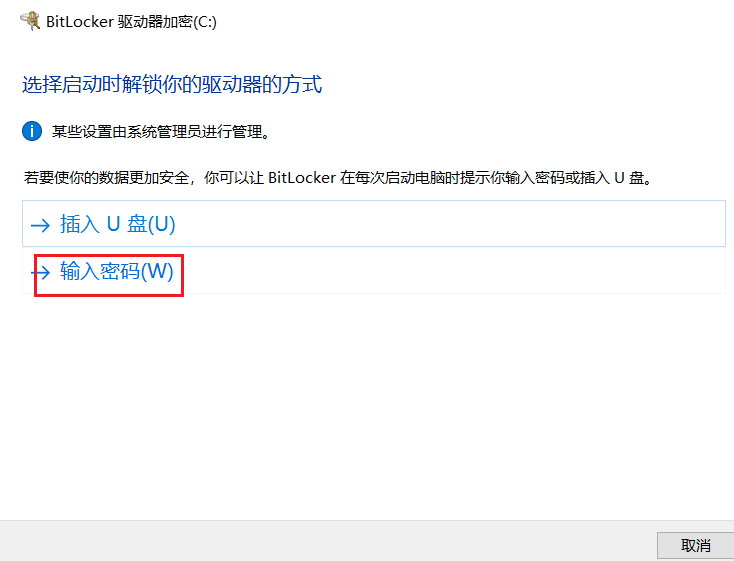 BitLocker 驱动器加密(C:)
选择启动时解锁你的驱动器的方式
某些设置由系统管理员进行管理。
若要使你的数据更加安全，你可以让 BitLocker 在每次启动电脑时提示你输入密码或插入 U 盘。
插入 U 盘(U)
输入密码(W)
取消